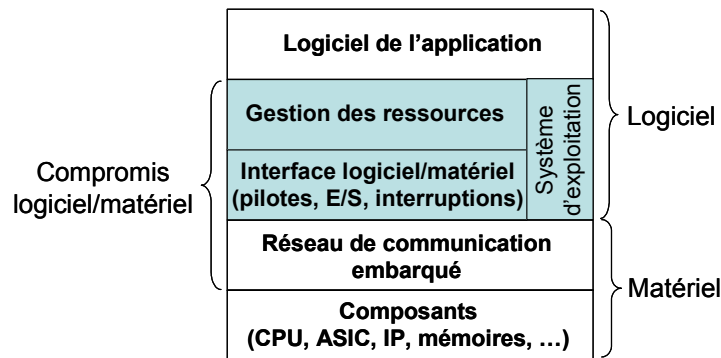 Logiciel de l'application
Gestion des ressources
Interface logiciel/matériel
(pilotes, E/S, interruptions)
Système
d'exploitation
Réseau de communication
embarqué
Composants
(CPU, ASIC, IP, mémoires, …)
Compromis
logiciel/matériel
Logiciel
Matériel